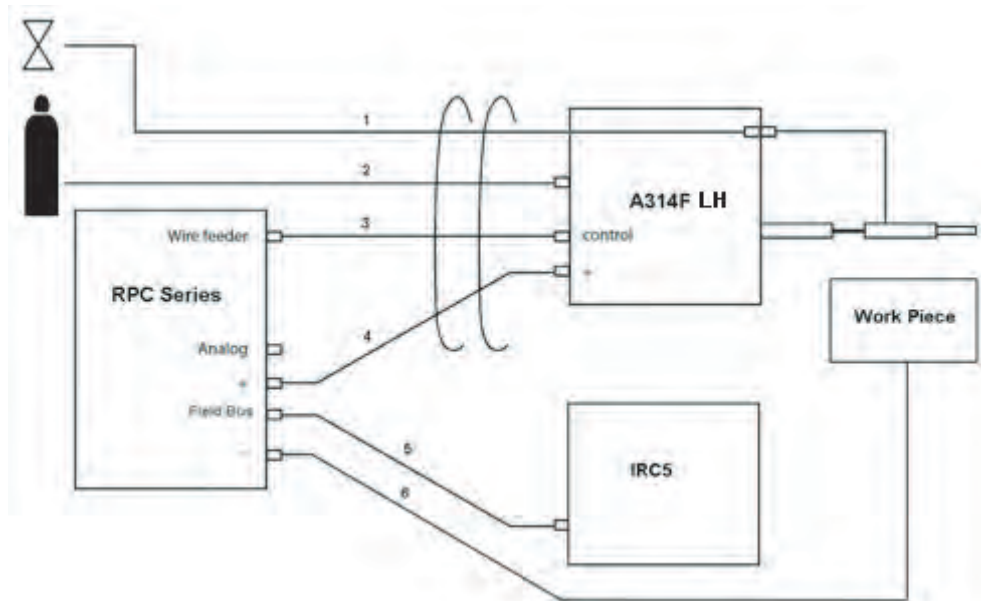 1
2
A314F LH
Wire feeder
3
control
+
RPC Series
4
Work Piece
Analog
+
Field Bus
-
5
IRC5
6